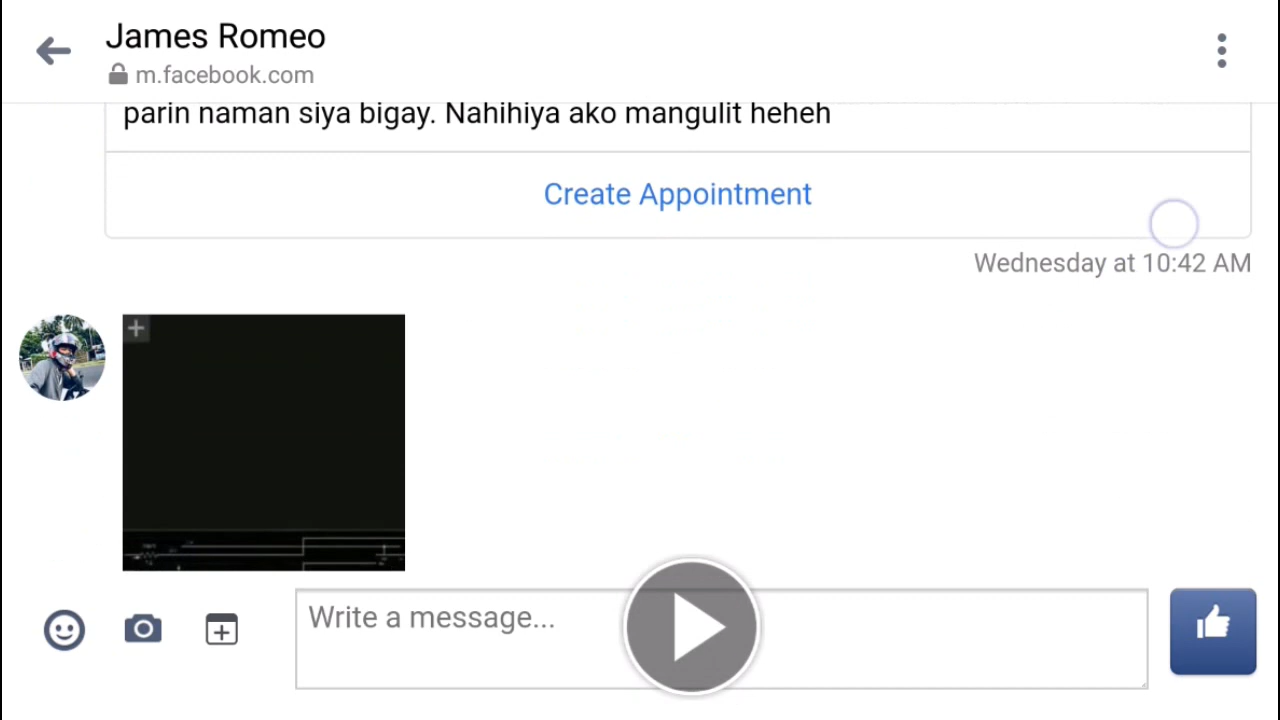 James Romeo
m.facebook.com
parin naman siya bigay. Nahihiya ako mangulit heheh
Create Appointment
Wednesday at 10:42 AM
Write a message...